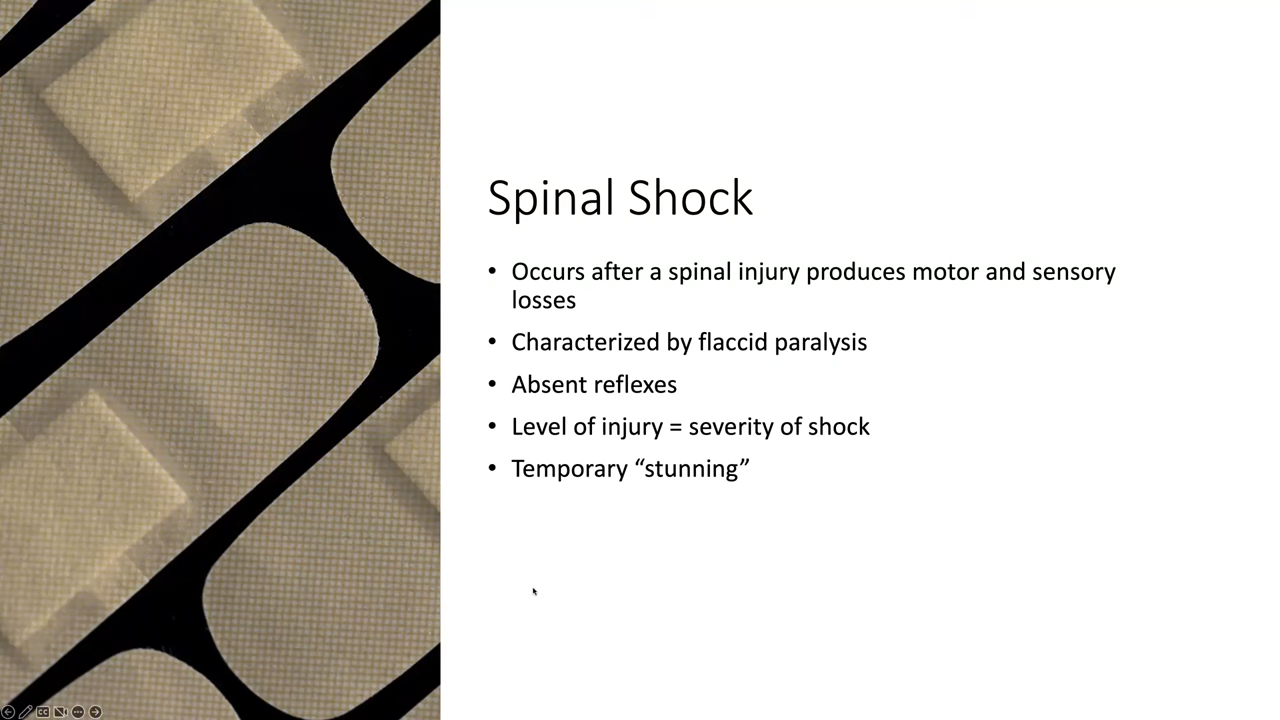 Spinal Shock
• Occurs after a spinal injury produces motor and sensory
losses
• Characterized by flaccid paralysis
• Absent reflexes
• Level of injury = severity of shock
• Temporary “stunning”